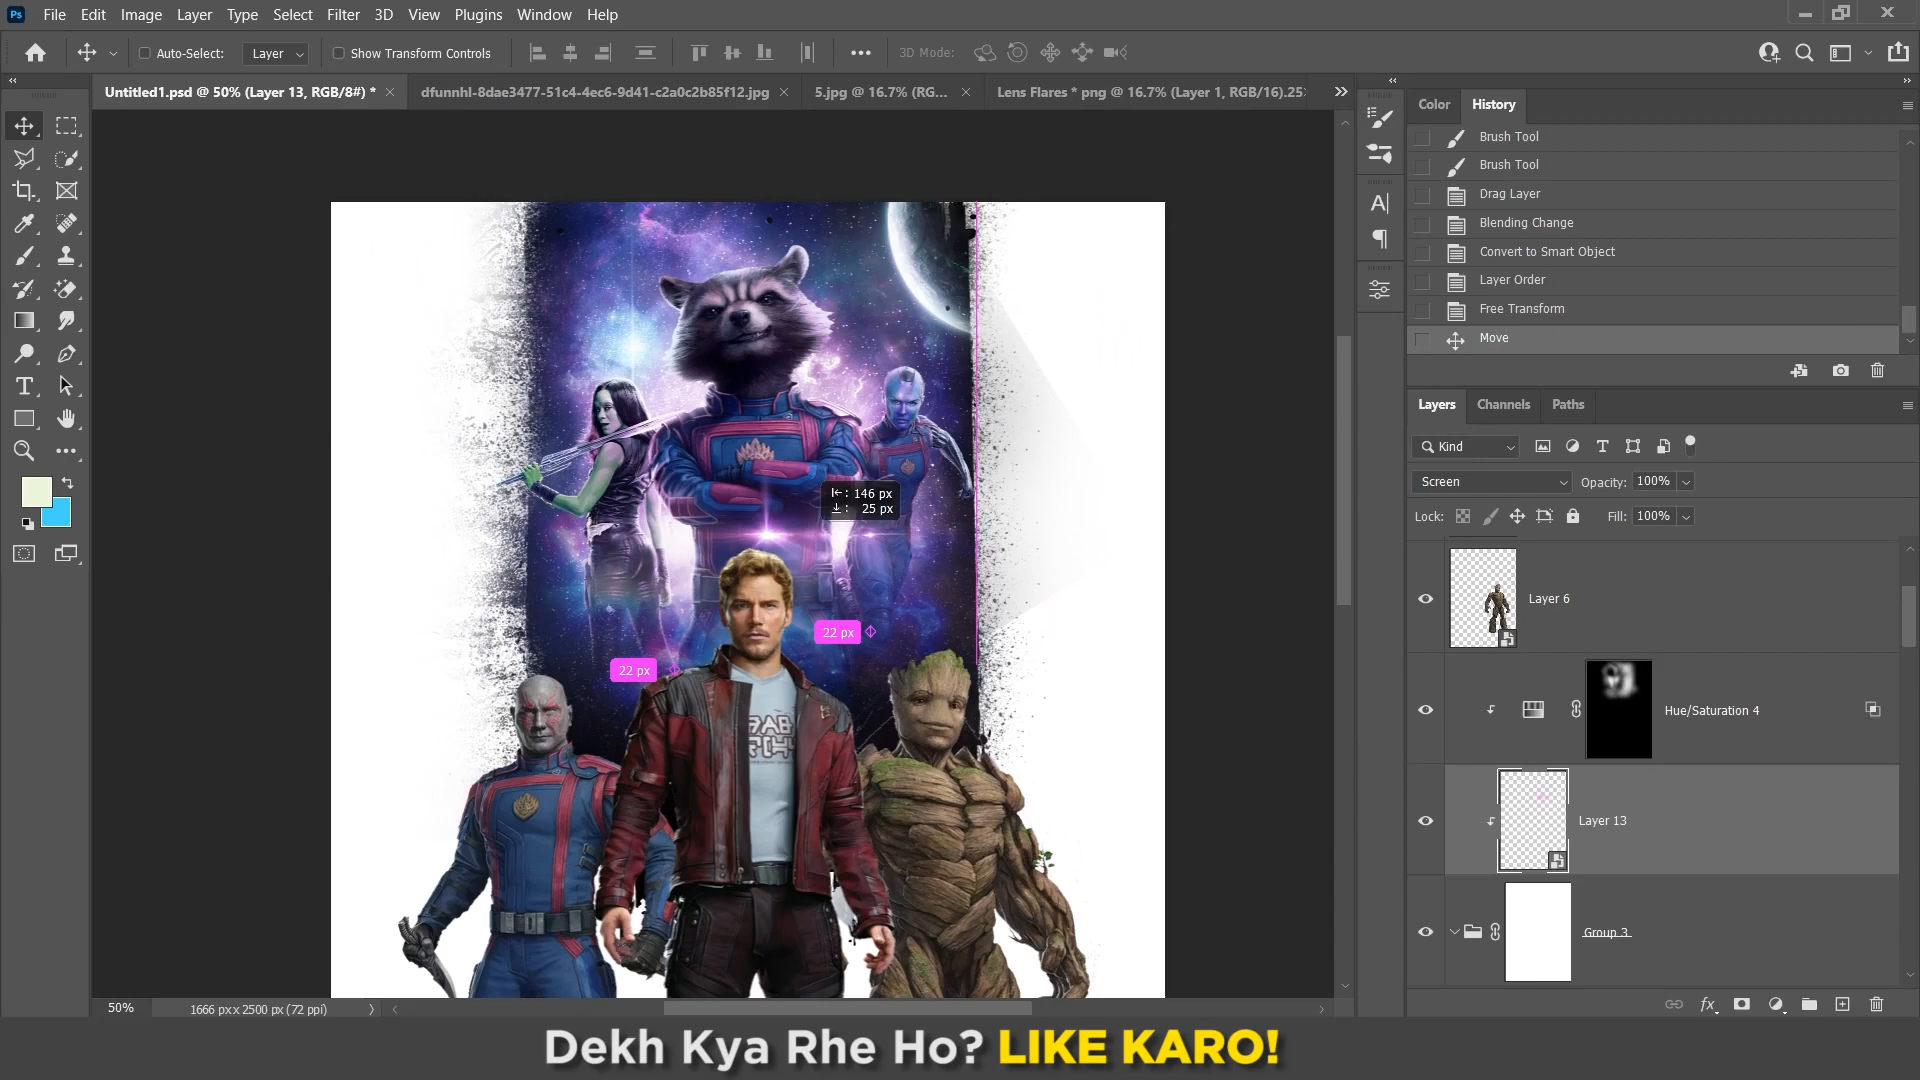 File Edit Image Layer Type Select Filter 3D View Plugins Window Help
Auto-Select: Layer Show Transform Controls 3D Mode:
Untitled1.psd @ 50% (Layer 13, RGB/8#) * dfunnhl-8dae3477-51c4-4ec6-9d41-c2a0c2b85f12.jpg 5.jpg @ 16.7% (RG... Lens Flares * png @ 16.7% (Layer 1, RGB/16).25
Color History
Brush Tool
Brush Tool
Drag Layer
Blending Change
Convert to Smart Object
Layer Order
Free Transform
Move
Layers Channels Paths
Kind
Screen Opacity: 100%
Lock: Fill: 100%
Layer 6
Hue/Saturation 4
Layer 13
Group 3
146 px
25 px
22 px
22 px
50% 1666 px x 2500 px (72 ppi)
Dekh Kya Rhe Ho? LIKE KARO!